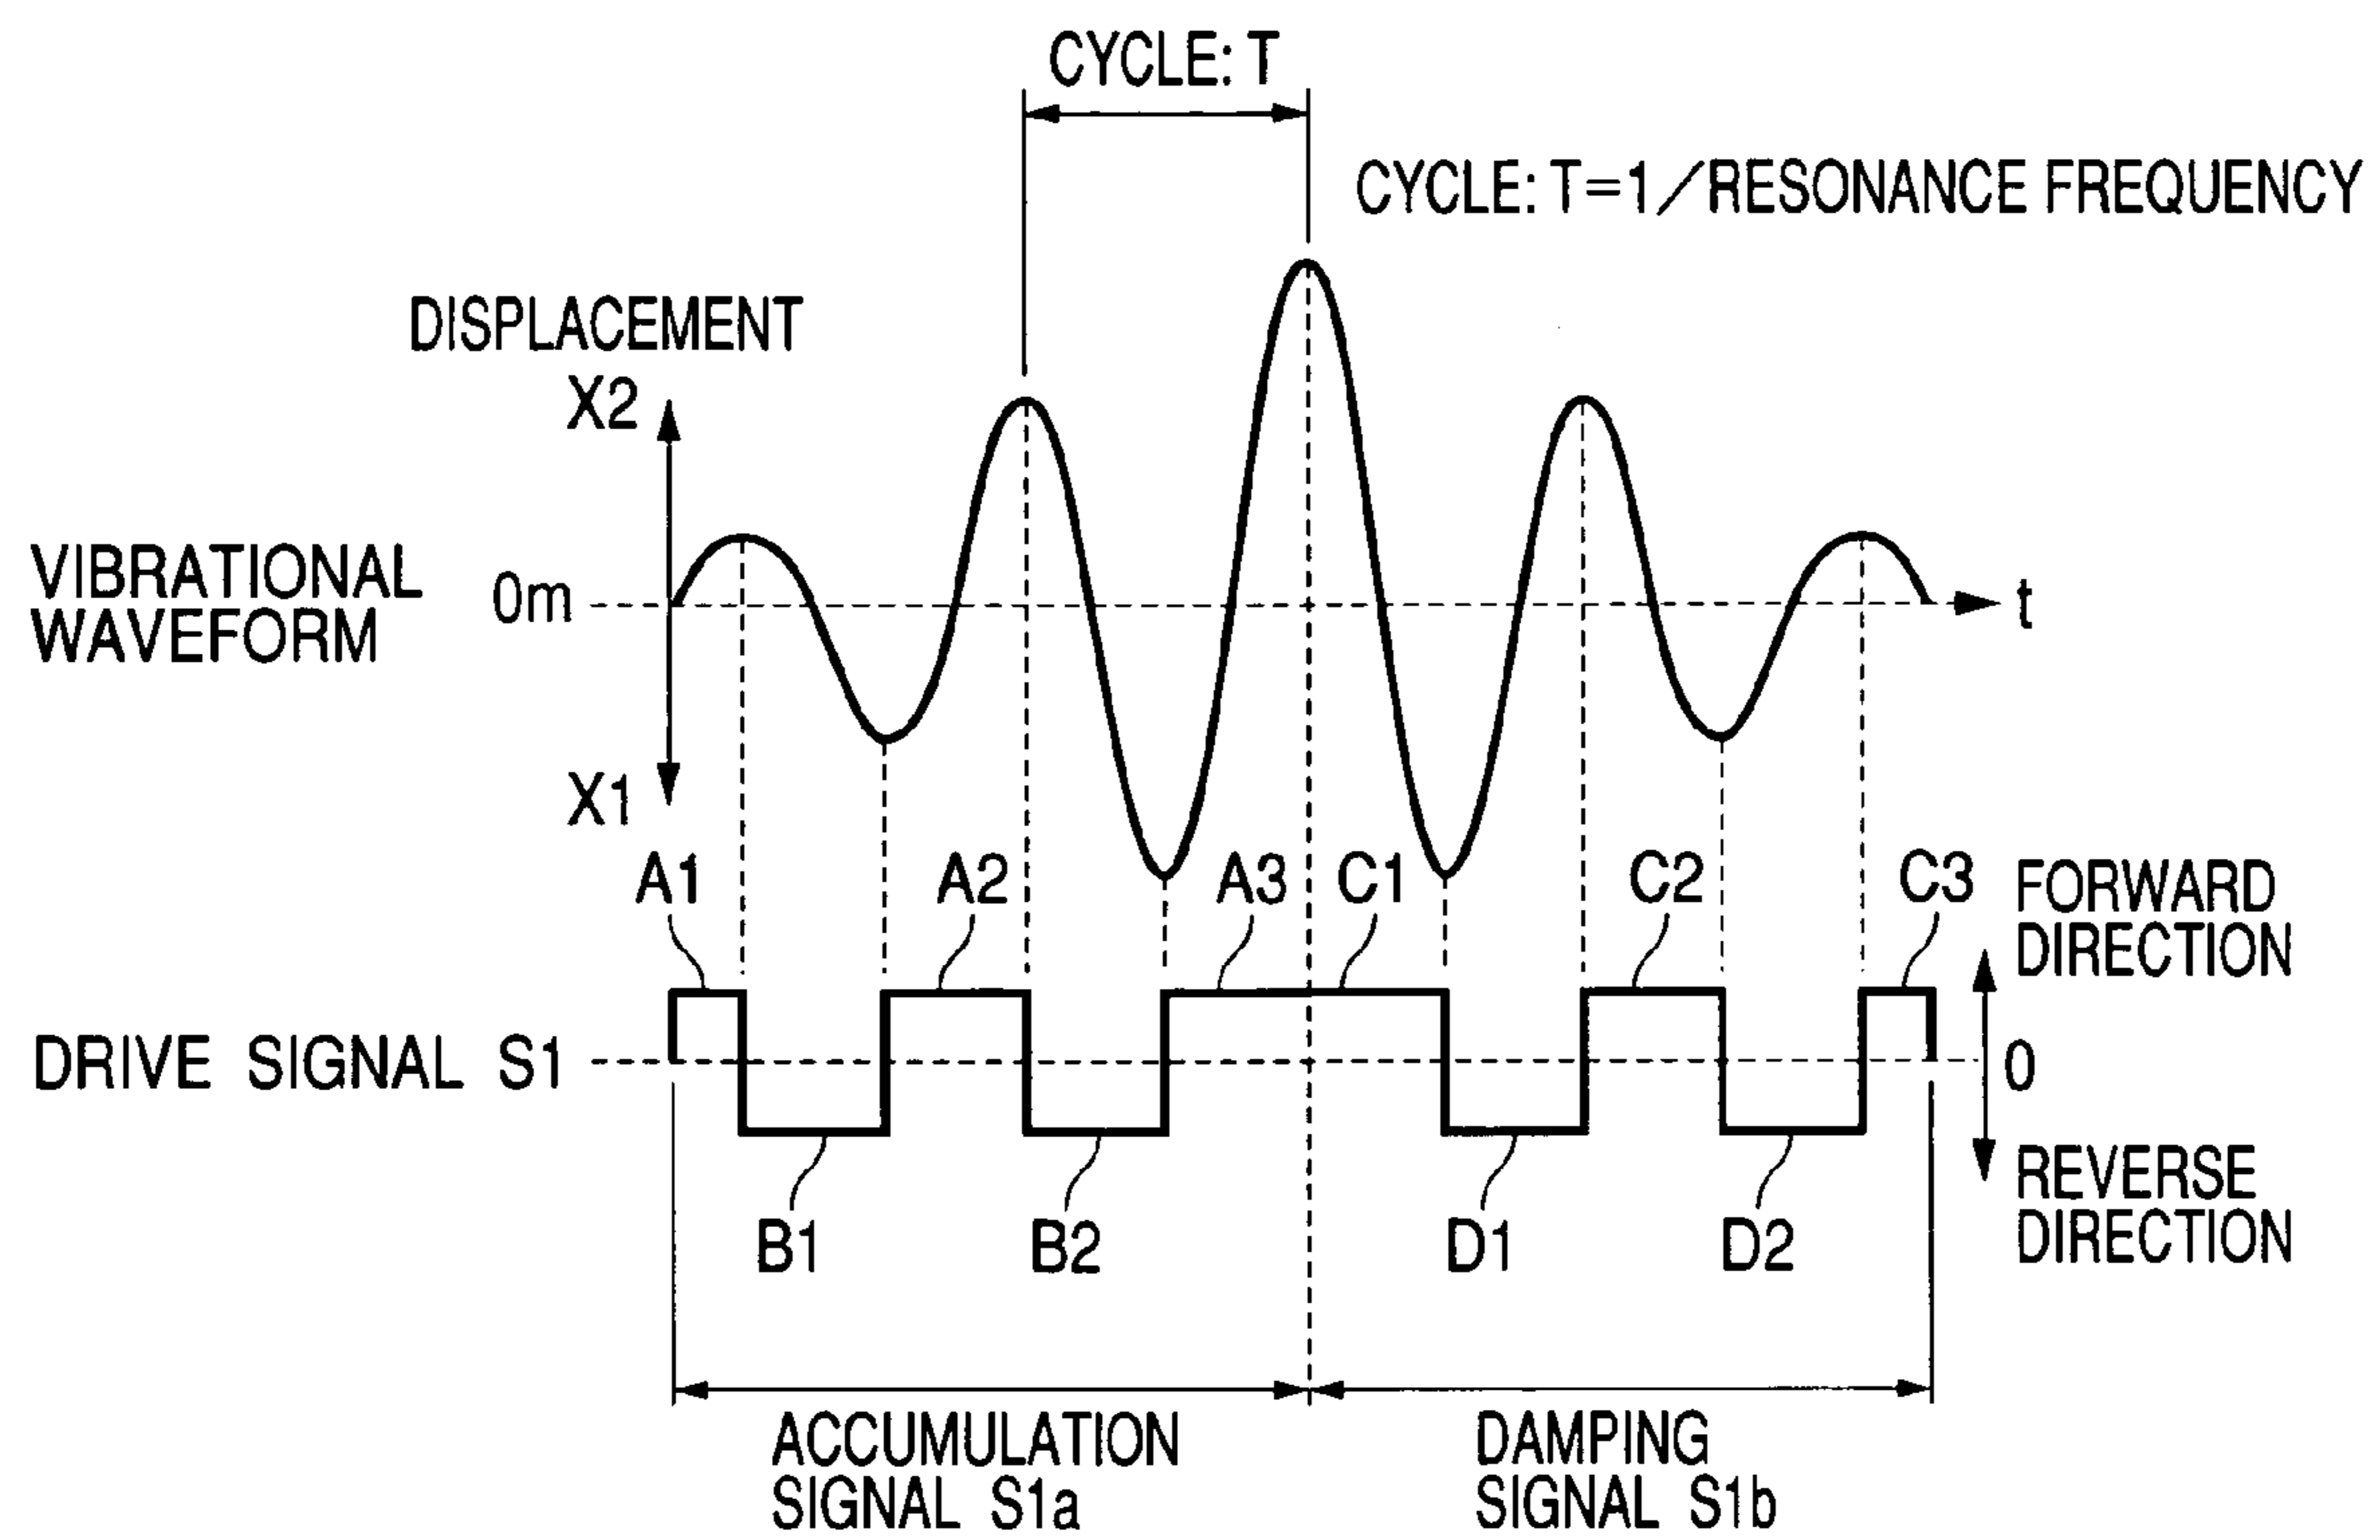 CYCLE: T
CYCLE: T=1/RESONANCE FREQUENCY
DISPLACEMENT
X2
VIBRATIONAL
WAVEFORM
0m
t
X1
A1
A2
A3
C1
C2
C3
FORWARD
DIRECTION
DRIVE SIGNAL S1
0
REVERSE
DIRECTION
B1
B2
D1
D2
ACCUMULATION
SIGNAL S1a
DAMPING
SIGNAL S1b